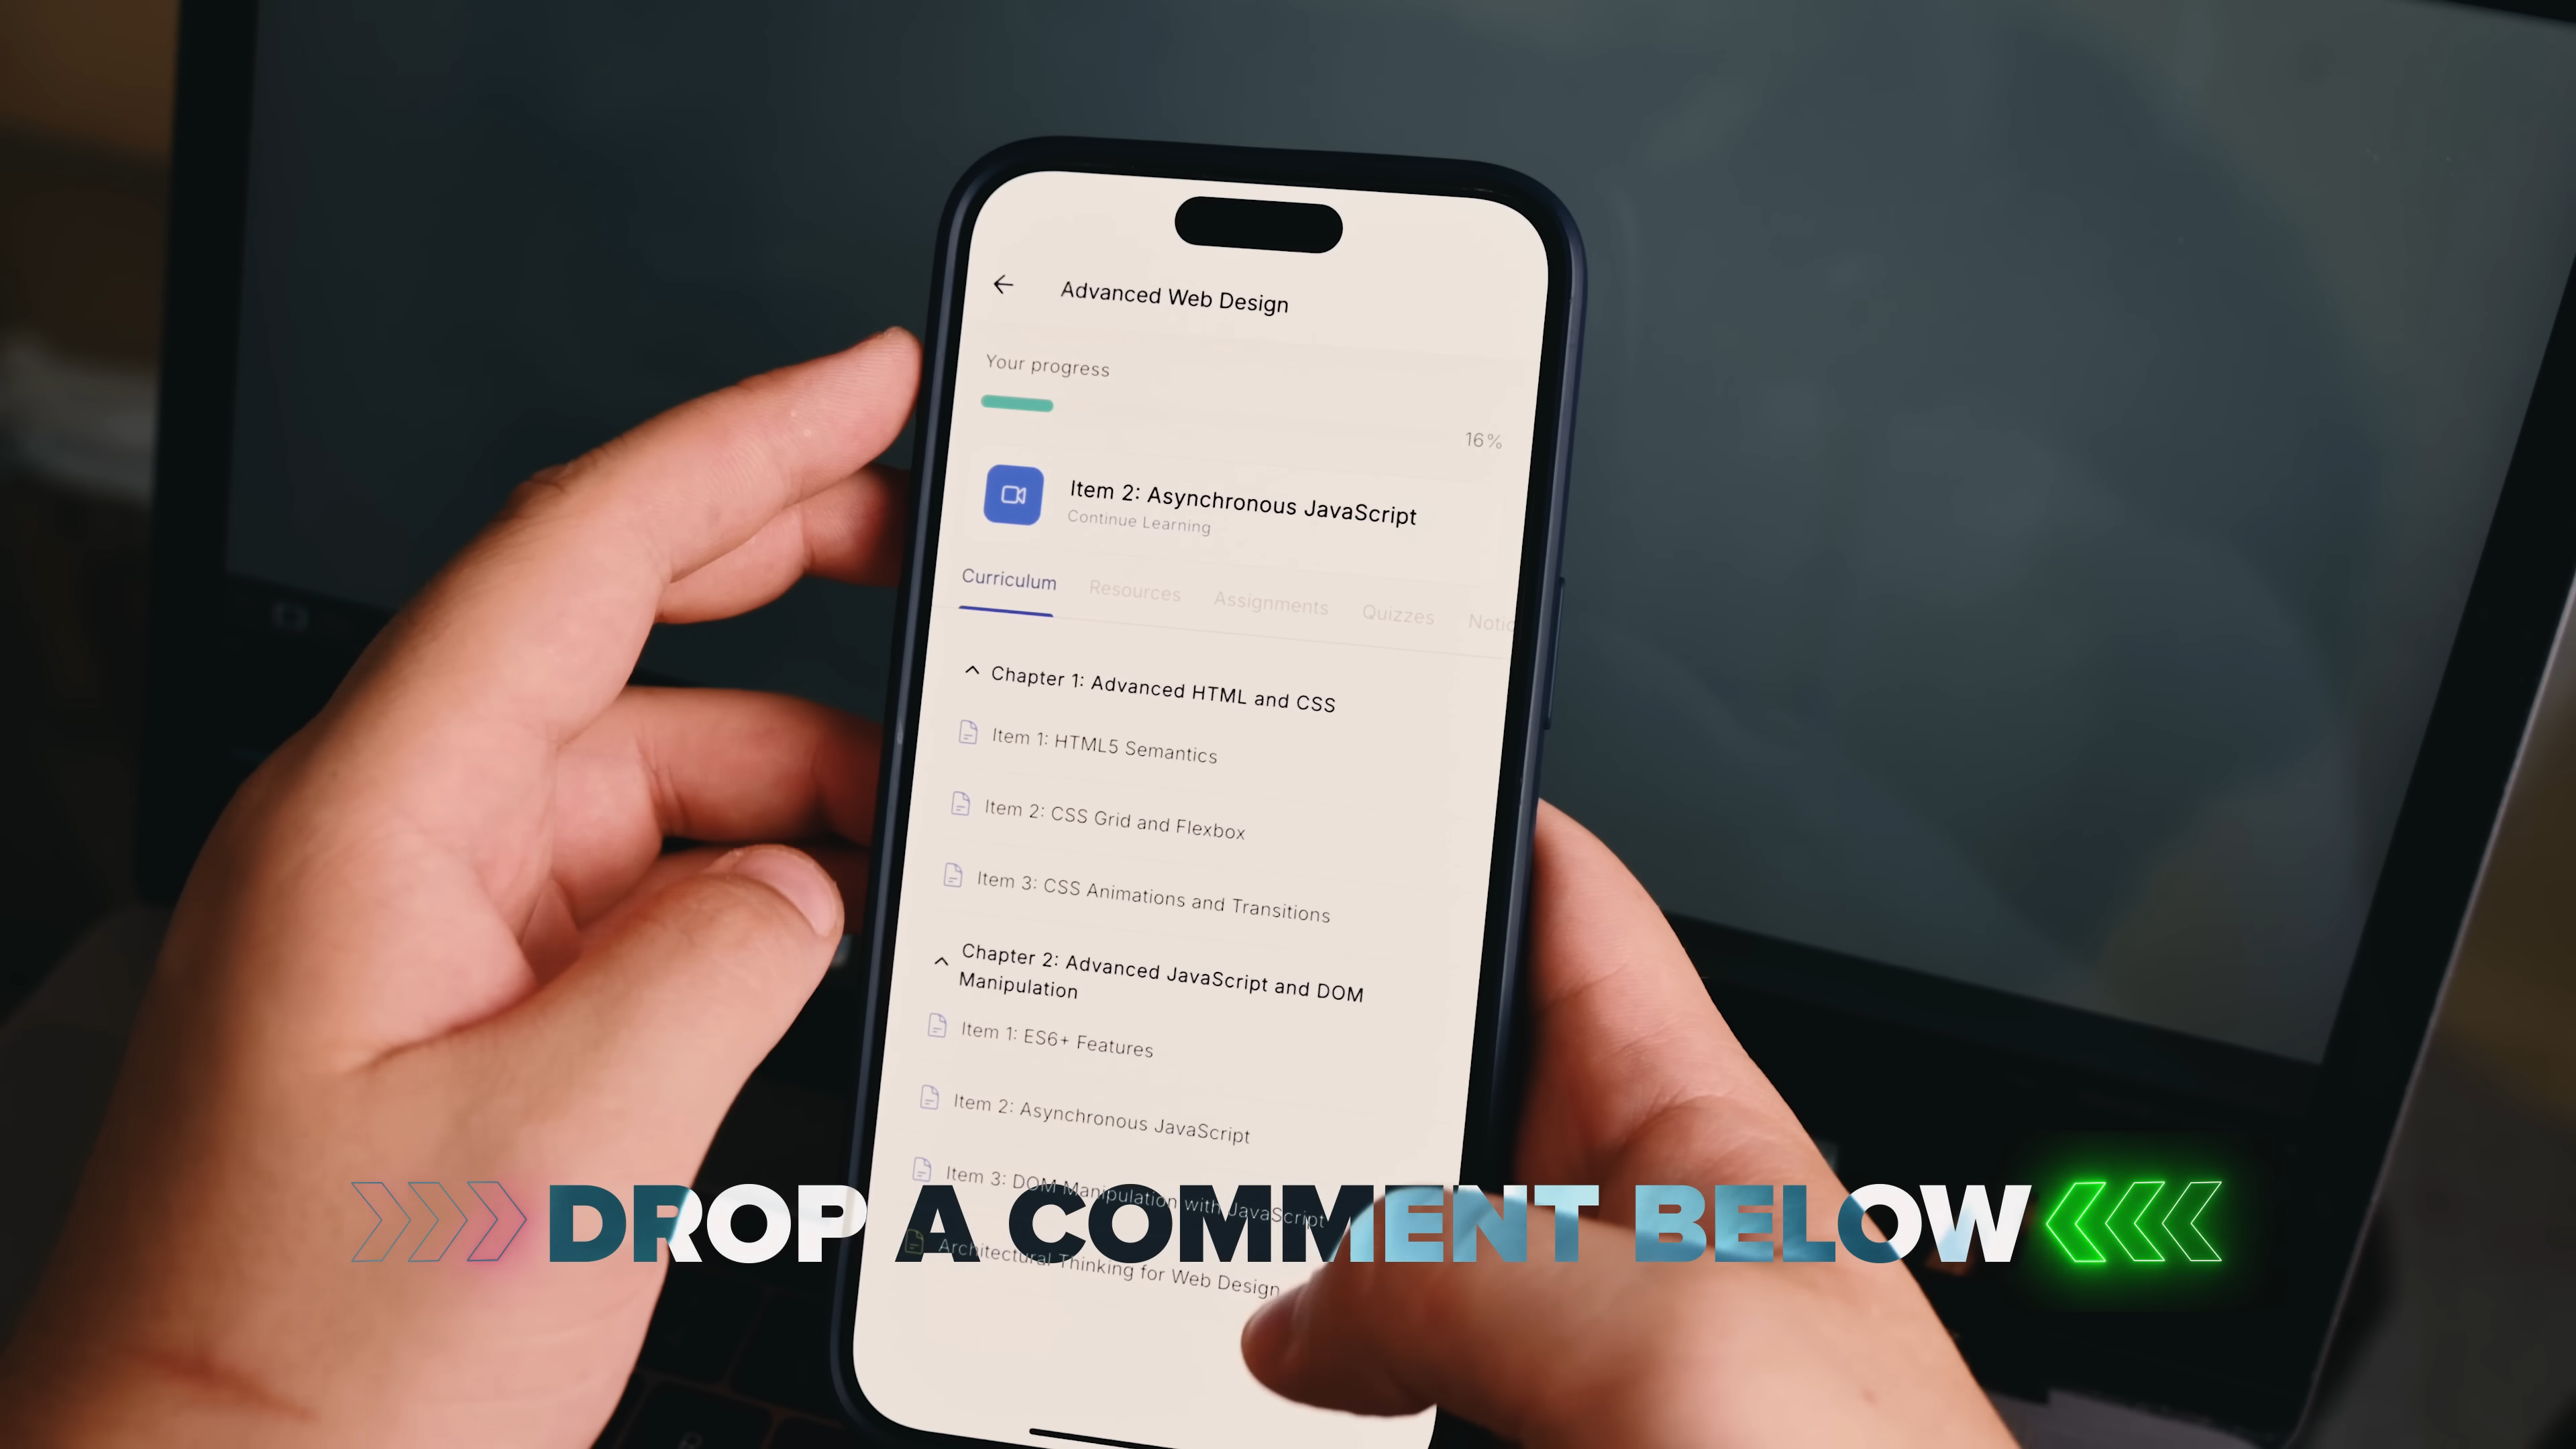 Advanced Web Design
Your progress
16%
Item 2: Asynchronous JavaScript
Continue Learning
Curriculum Resources Assignments Quizzes Notic
Chapter 1: Advanced HTML and CSS
Item 1: HTML5 Semantics
Item 2: CSS Grid and Flexbox
Item 3: CSS Animations and Transitions
Chapter 2: Advanced JavaScript and DOM
Manipulation
Item 1: ES6+ Features
Item 2: Asynchronous JavaScript
Item 3: DOM Manipulation with JavaScript
DROP A COMMENT BELOW
Architectural Thinking for Web Design